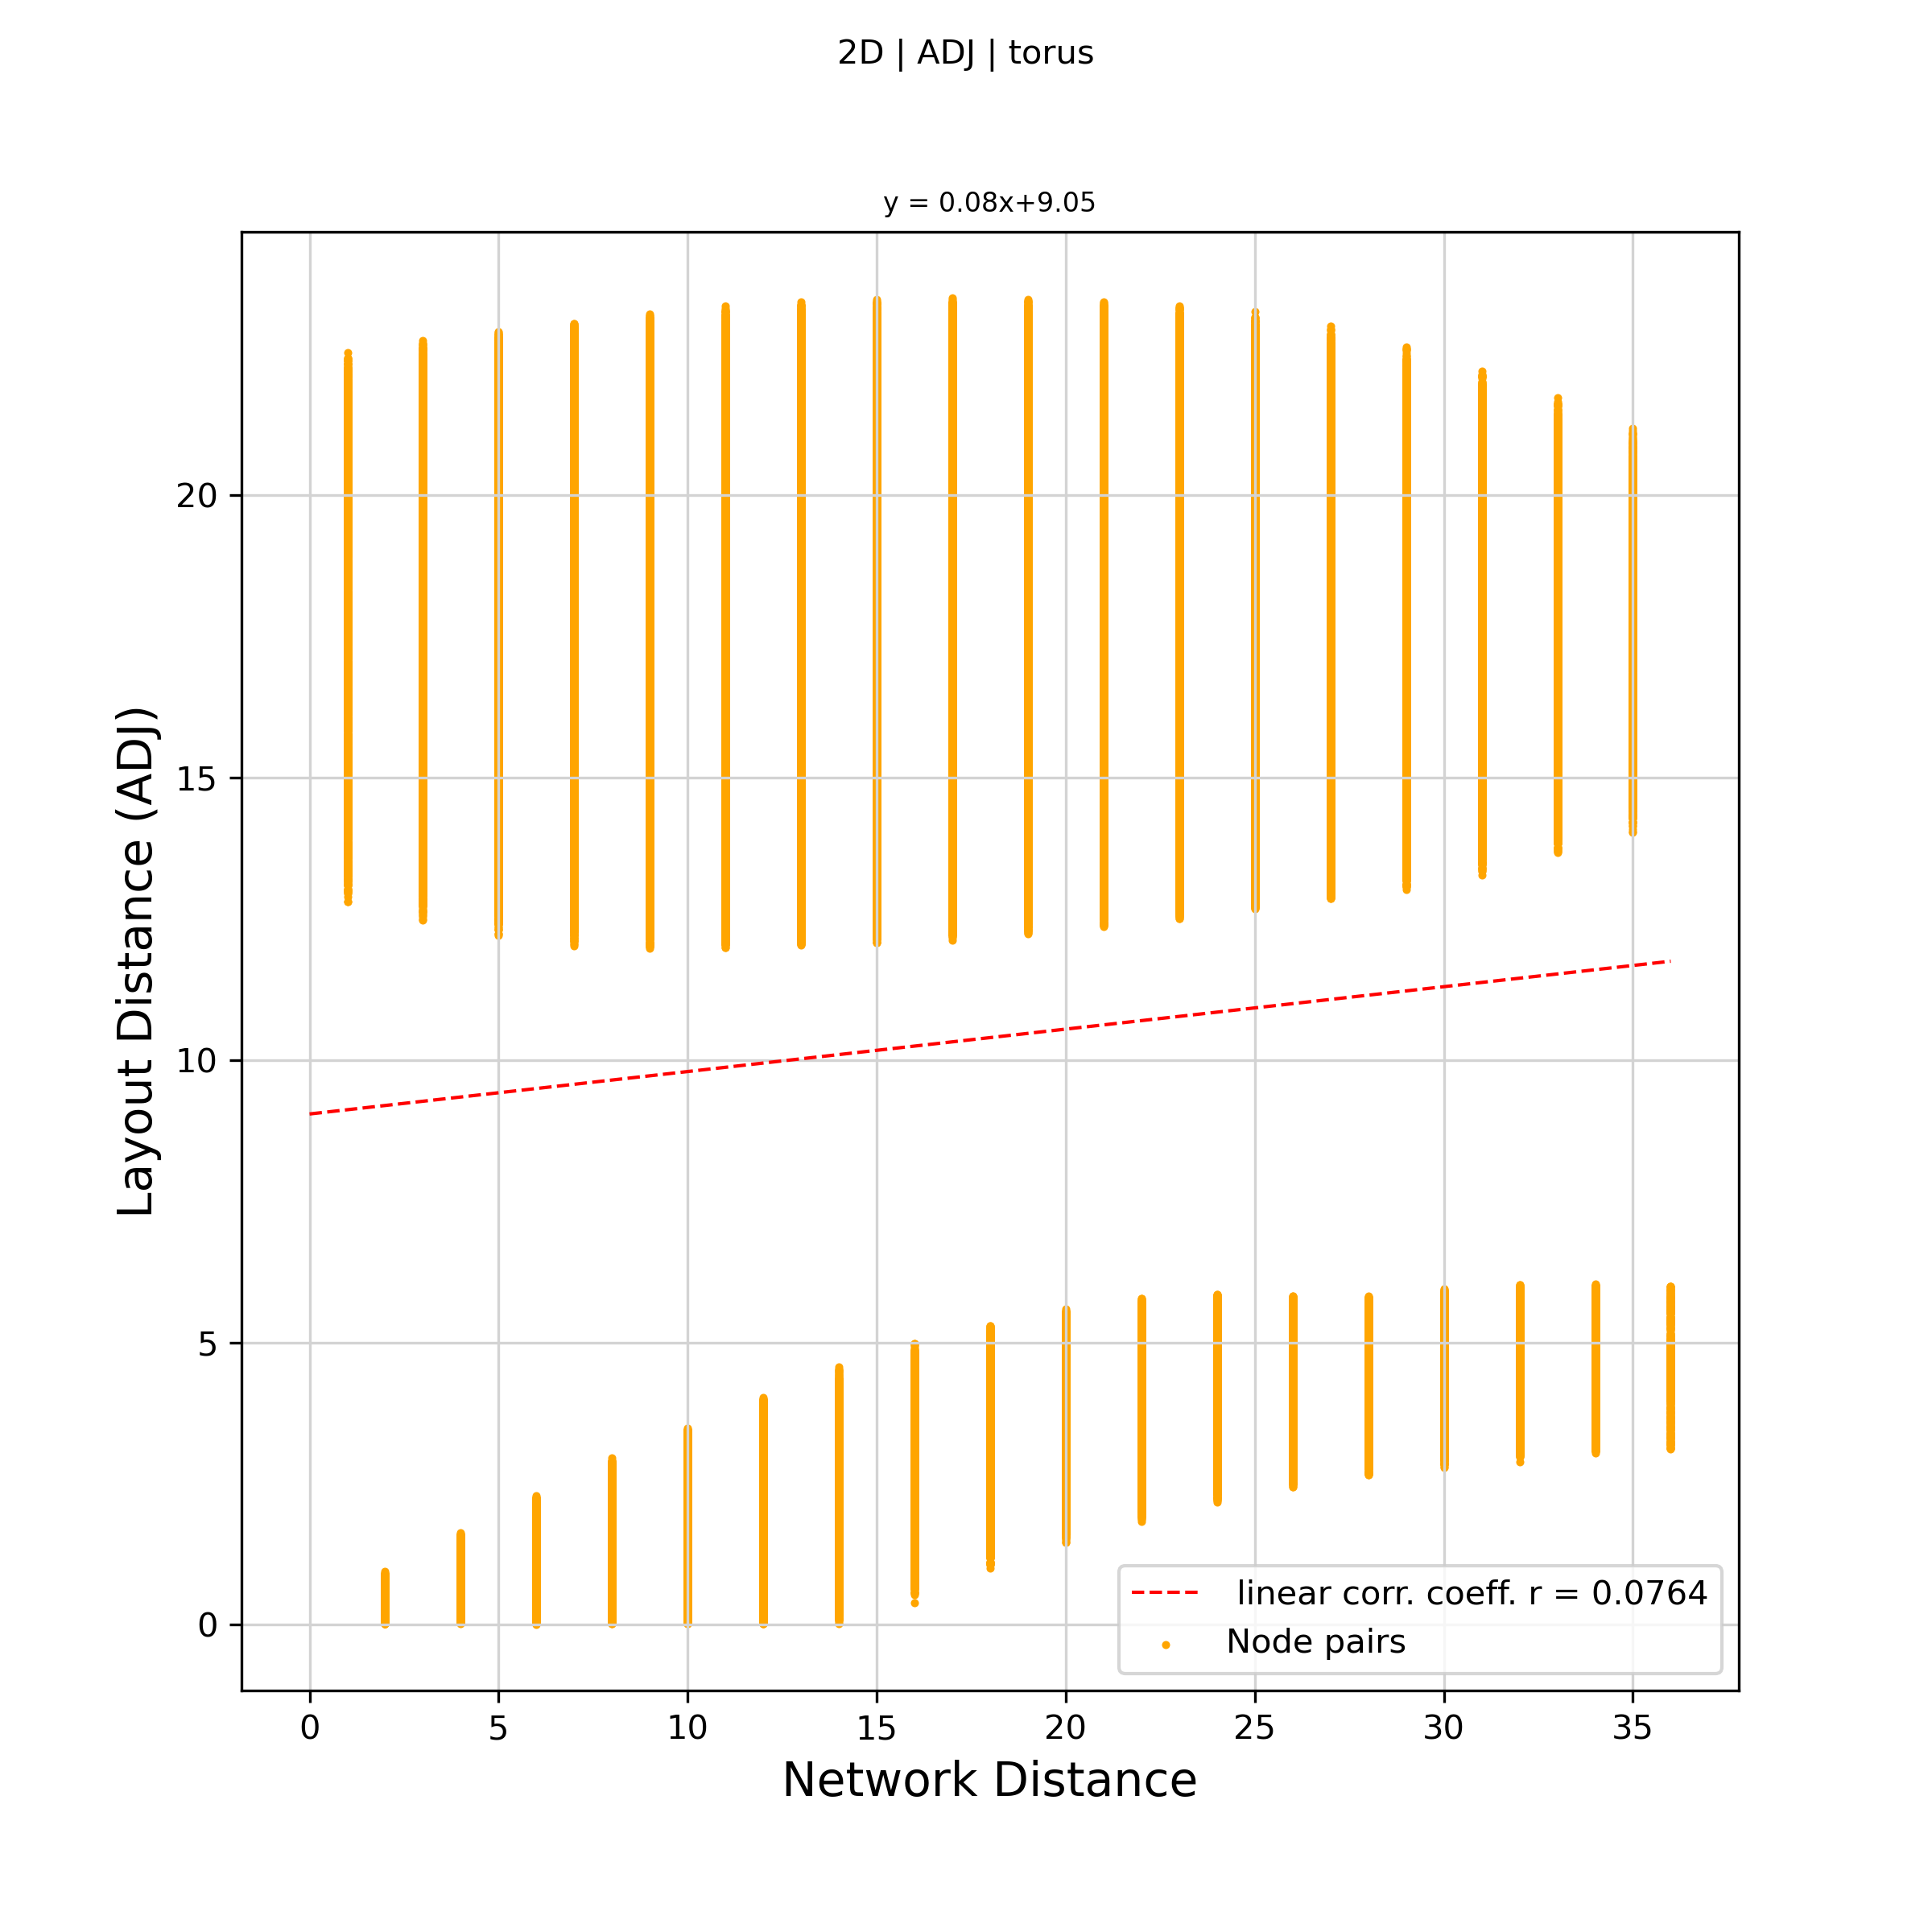 2D | ADJ | torus
y = 0.08x+9.05
Layout Distance (ADJ)
20
15
10
5
0
linear corr. coeff. r = 0.0764
Node pairs
0 5 10 15 20 25 30 35
Network Distance